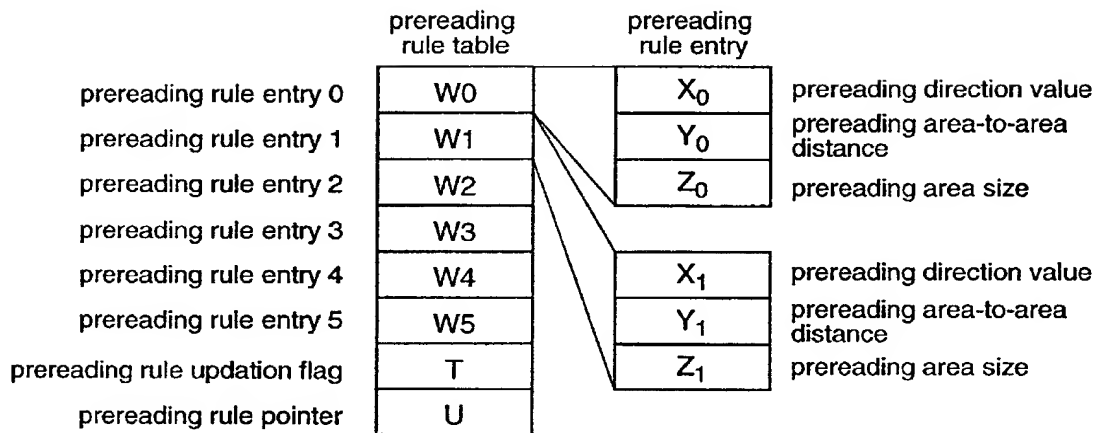 prereading
rule table
prereading
rule entry
prereading rule entry 0
W0
X0
prereading direction value
prereading rule entry 1
W1
Y0
prereading area-to-area
distance
prereading rule entry 2
W2
Z0
prereading area size
prereading rule entry 3
W3
prereading rule entry 4
W4
X1
prereading direction value
prereading rule entry 5
W5
Y1
prereading area-to-area
distance
prereading rule updation flag
T
Z1
prereading area size
prereading rule pointer
U